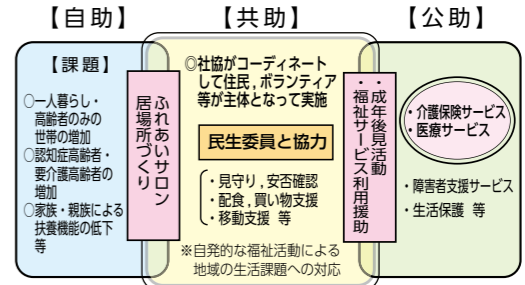 【自助】
【共助】
【公助】
【課題】
○一人暮らし・
高齢者のみの
世帯の増加
○認知症高齢者・
要介護高齢者の
増加
○家族・親族による
扶養機能の低下
等
ふれあいサロン
居場所づくり
◎社協がコーディネート
して住民，ボランティア
等が主体となって実施
民生委員と協力
・見守り，安否確認
・配食，買い物支援
・移動支援 等
※自発的な福祉活動による
地域の生活課題への対応
・成年後見活動
・福祉サービス利用援助
・介護保険サービス
・医療サービス
・障害者支援サービス
・生活保護 等